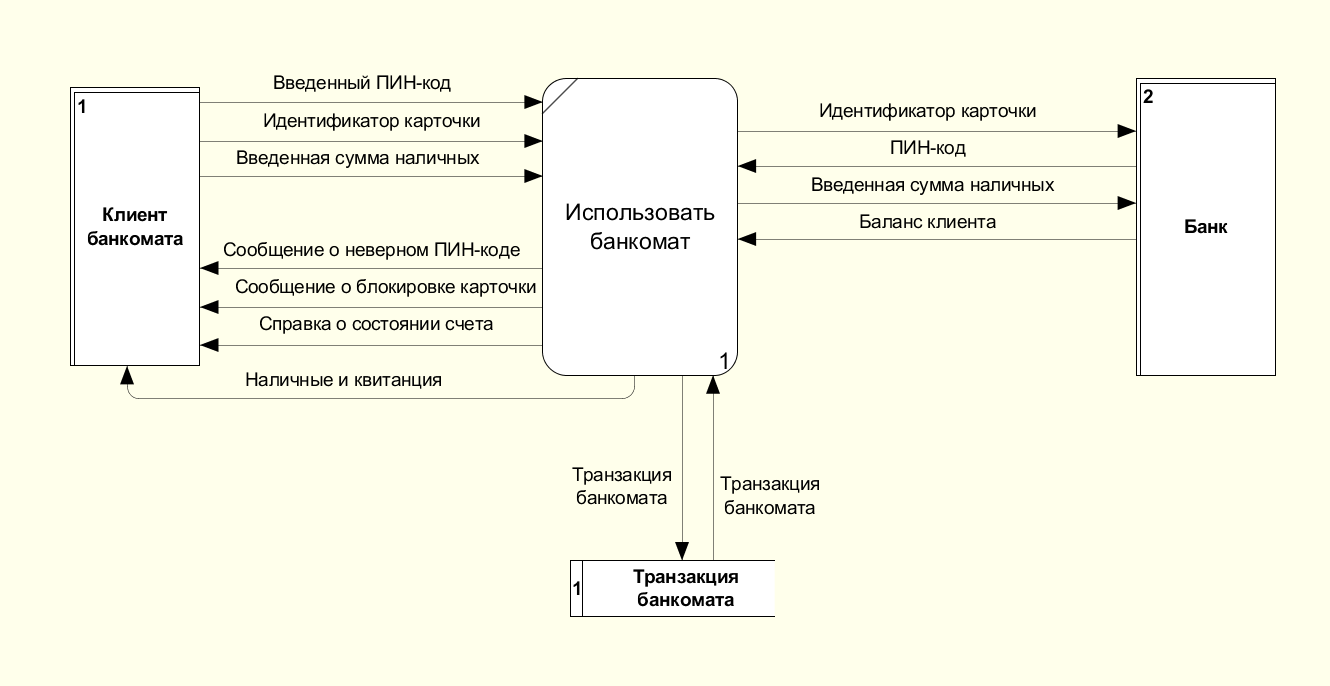 Введенный ПИН-код
Идентификатор карточки
Введенная сумма наличных
1
Клиент
банкомата
Сообщение о неверном ПИН-коде
Сообщение о блокировке карточки
Справка о состоянии счета
Наличные и квитанция
Использовать
банкомат
1
Идентификатор карточки
ПИН-код
Введенная сумма наличных
Баланс клиента
2
Банк
Транзакция
банкомата
Транзакция
банкомата
1
Транзакция
банкомата